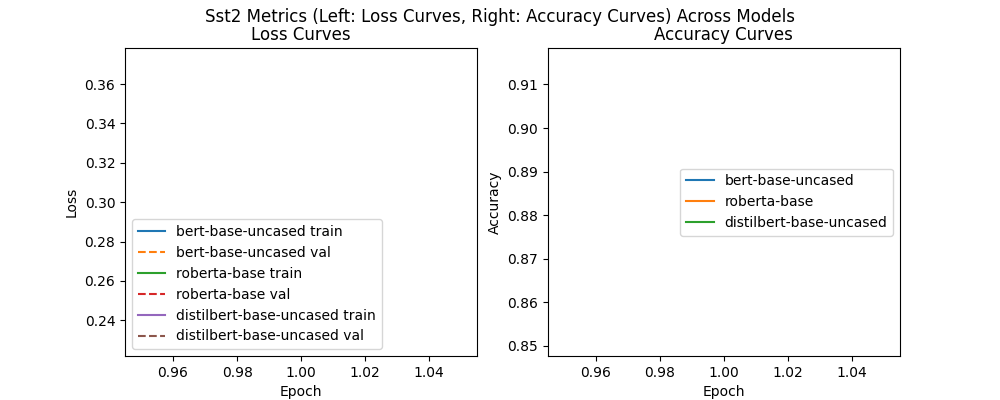 Sst2 Metrics (Left: Loss Curves, Right: Accuracy Curves) Across Models
Loss Curves
0.36
0.34
0.32
0.30
0.28
0.26
0.24
Loss
bert-base-uncased train
bert-base-uncased val
roberta-base train
roberta-base val
distilbert-base-uncased train
distilbert-base-uncased val
0.96 0.98 1.00 1.02 1.04
Epoch
Accuracy Curves
0.91
0.90
0.89
0.88
0.87
0.86
0.85
Accuracy
bert-base-uncased
roberta-base
distilbert-base-uncased
0.96 0.98 1.00 1.02 1.04
Epoch